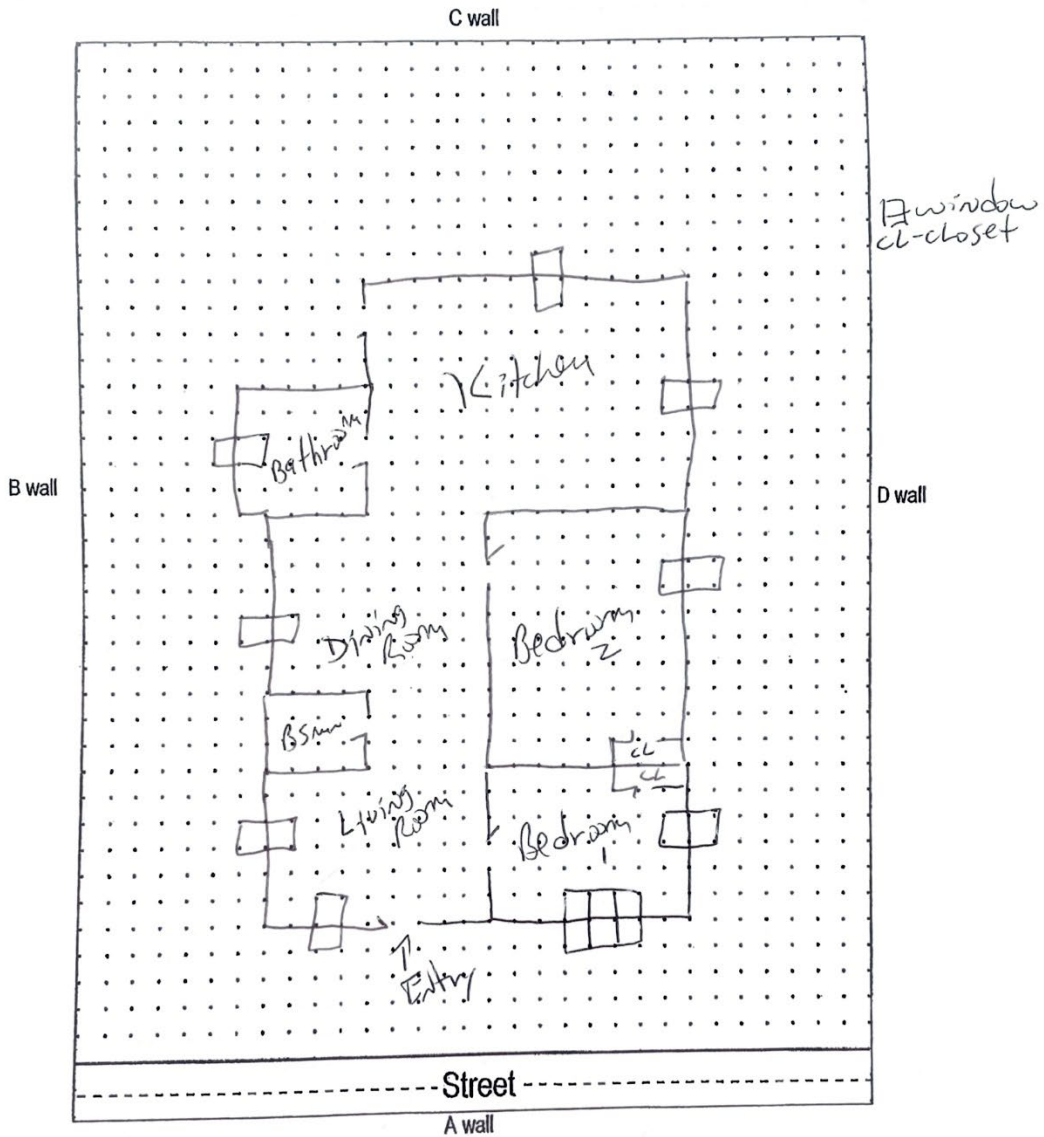 C wall
window
CL-closet
Kitchen
Bathroom
B wall
D wall
Dining
Room
Bedroom
2
BSmn
CL
CL
Living
Room
Bedroom
1
Entry
Street
A wall